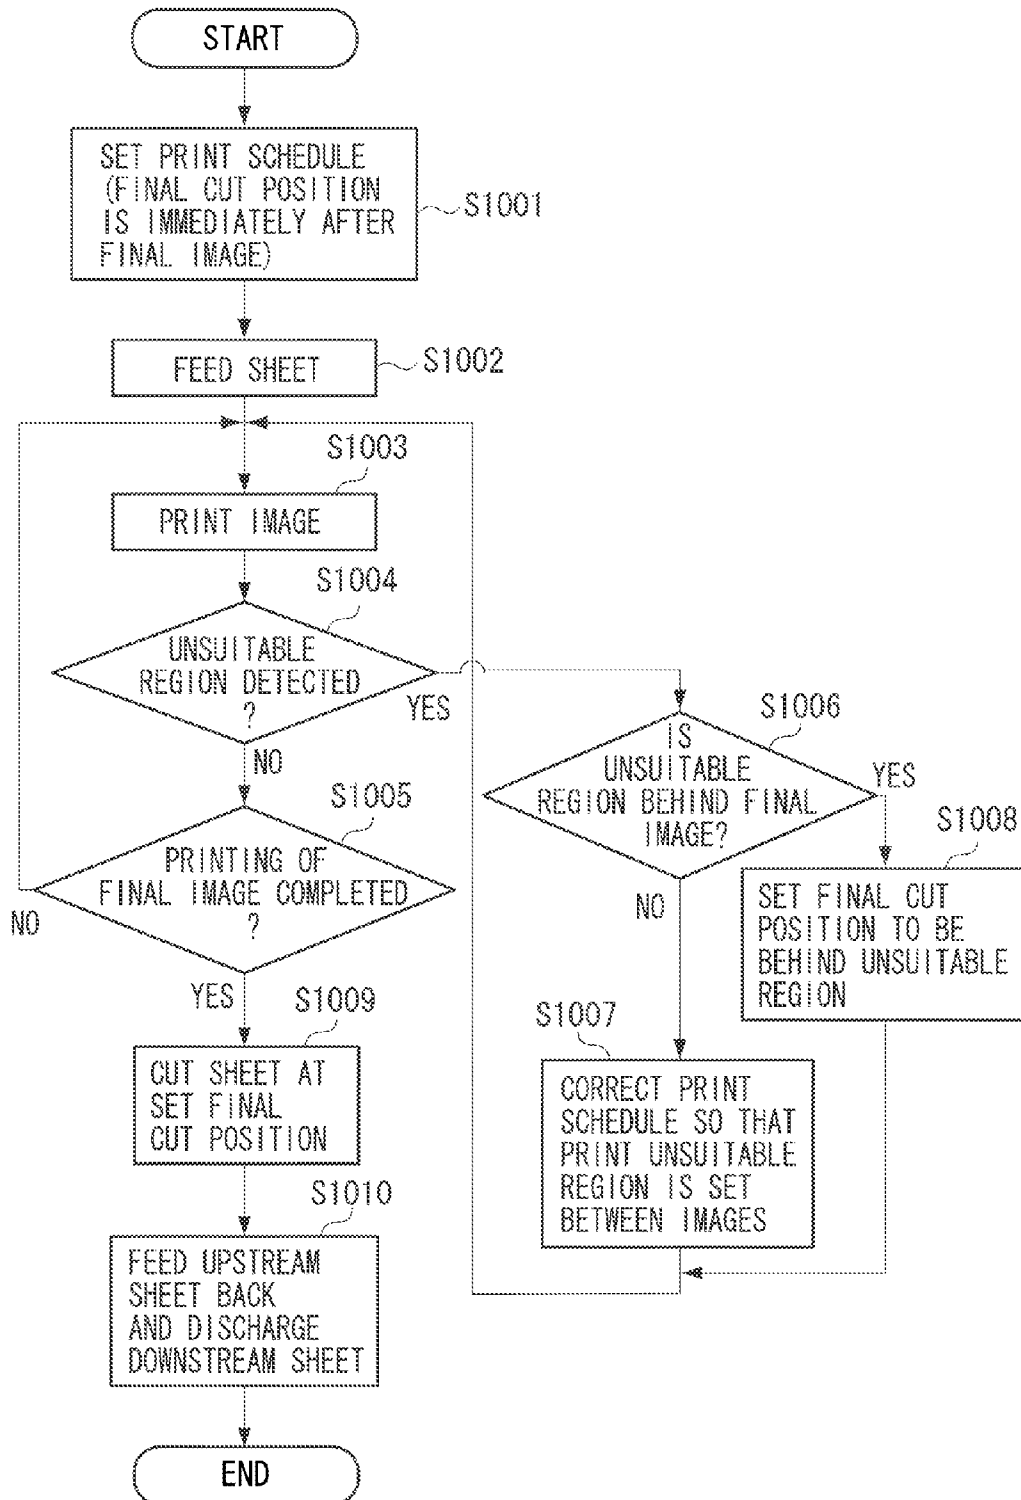 START
SET PRINT SCHEDULE
(FINAL CUT POSITION
IS IMMEDIATELY AFTER
FINAL IMAGE)
S1001
FEED SHEET
S1002
S1003
PRINT IMAGE
S1004
UNSUITABLE
REGION DETECTED
?
YES
NO
S1005
PRINTING OF
FINAL IMAGE COMPLETED
?
NO
YES
S1006
IS
UNSUITABLE
REGION BEHIND FINAL
IMAGE?
YES
NO
S1008
SET FINAL CUT
POSITION TO BE
BEHIND UNSUITABLE
REGION
S1007
CORRECT PRINT
SCHEDULE SO THAT
PRINT UNSUITABLE
REGION IS SET
BETWEEN IMAGES
S1009
CUT SHEET AT
SET FINAL
CUT POSITION
S1010
FEED UPSTREAM
SHEET BACK
AND DISCHARGE
DOWNSTREAM SHEET
END